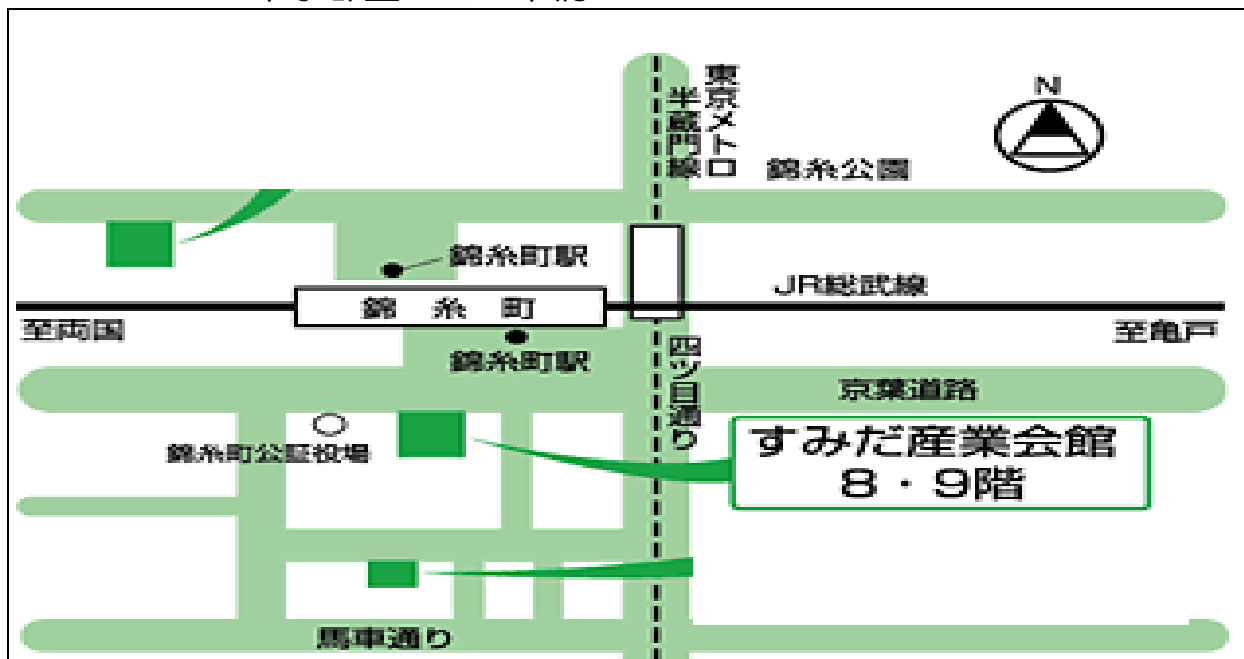 東京メトロ
半蔵門線
N
錦糸公園
錦糸町駅
JR総武線
錦糸町
至両国
至亀戸
錦糸町駅
四ツ目通り
京葉道路
錦糸町公証役場
すみだ産業会館
8・9階
馬車通り